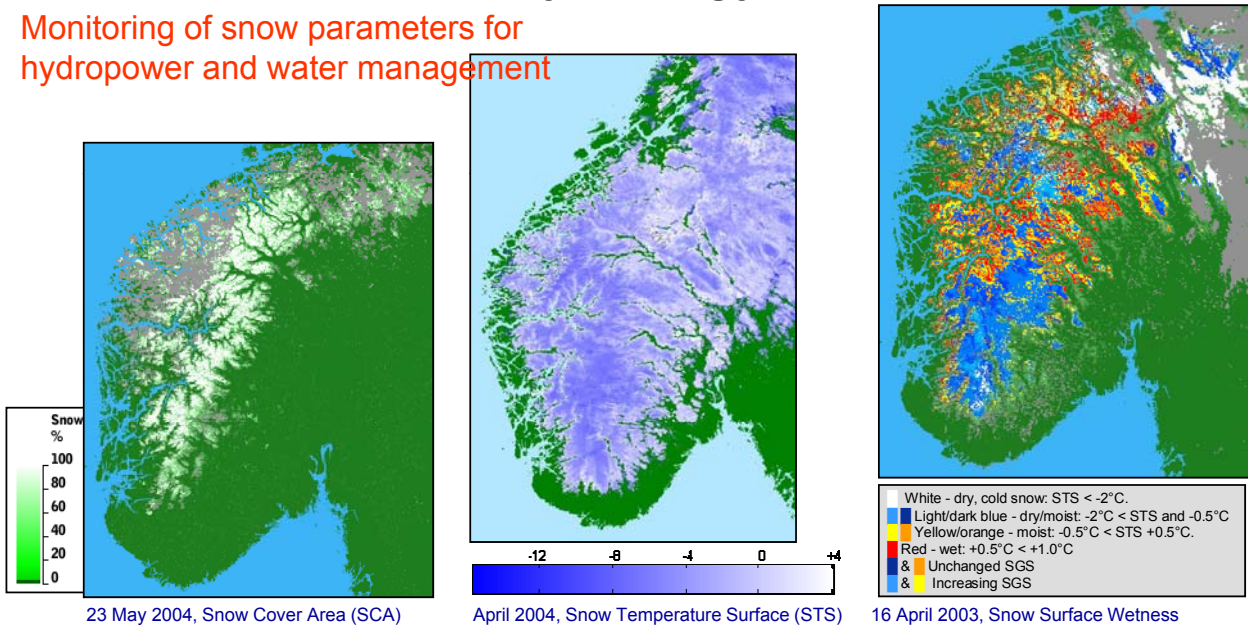 Monitoring of snow parameters for
hydropower and water management
Snow
%
100
80
60
40
20
0
23 May 2004, Snow Cover Area (SCA)
-12 -8 -4 0 +4
April 2004, Snow Temperature Surface (STS)
White - dry, cold snow: STS < -2°C.
Light/dark blue - dry/moist: -2°C < STS and -0.5°C
Yellow/orange - moist: -0.5°C < STS +0.5°C.
Red - wet: +0.5°C < +1.0°C
& Unchanged SGS
& Increasing SGS
16 April 2003, Snow Surface Wetness